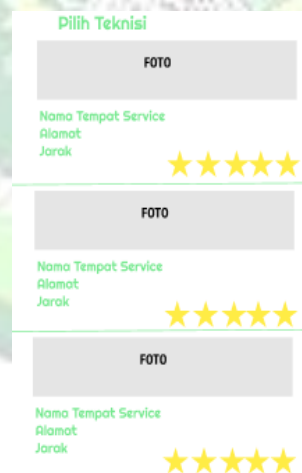 Pilih Teknisi
FOTO
Nama Tempat Service
Alamat
Jarak
FOTO
Nama Tempat Service
Alamat
Jarak
FOTO
Nama Tempat Service
Alamat
Jarak